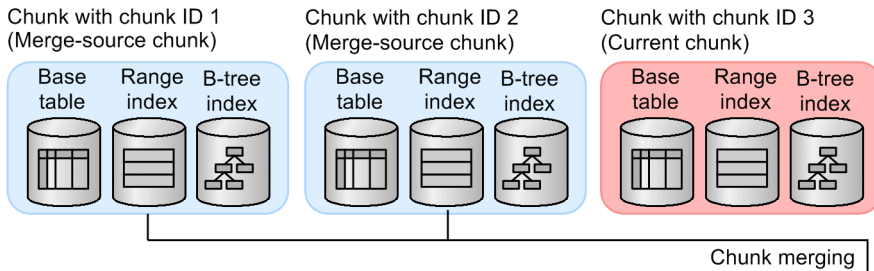 Chunk with chunk ID 1
(Merge-source chunk)
Chunk with chunk ID 2
(Merge-source chunk)
Chunk with chunk ID 3
(Current chunk)
Base
table
Range
index
B-tree
index
Base
table
Range
index
B-tree
index
Base
table
Range
index
B-tree
index
Chunk merging